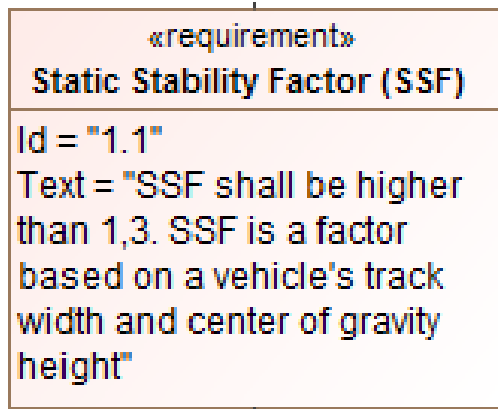 «requirement»
Static Stability Factor (SSF)
Id = "1.1"
Text = "SSF shall be higher
than 1,3. SSF is a factor
based on a vehicle's track
width and center of gravity
height"